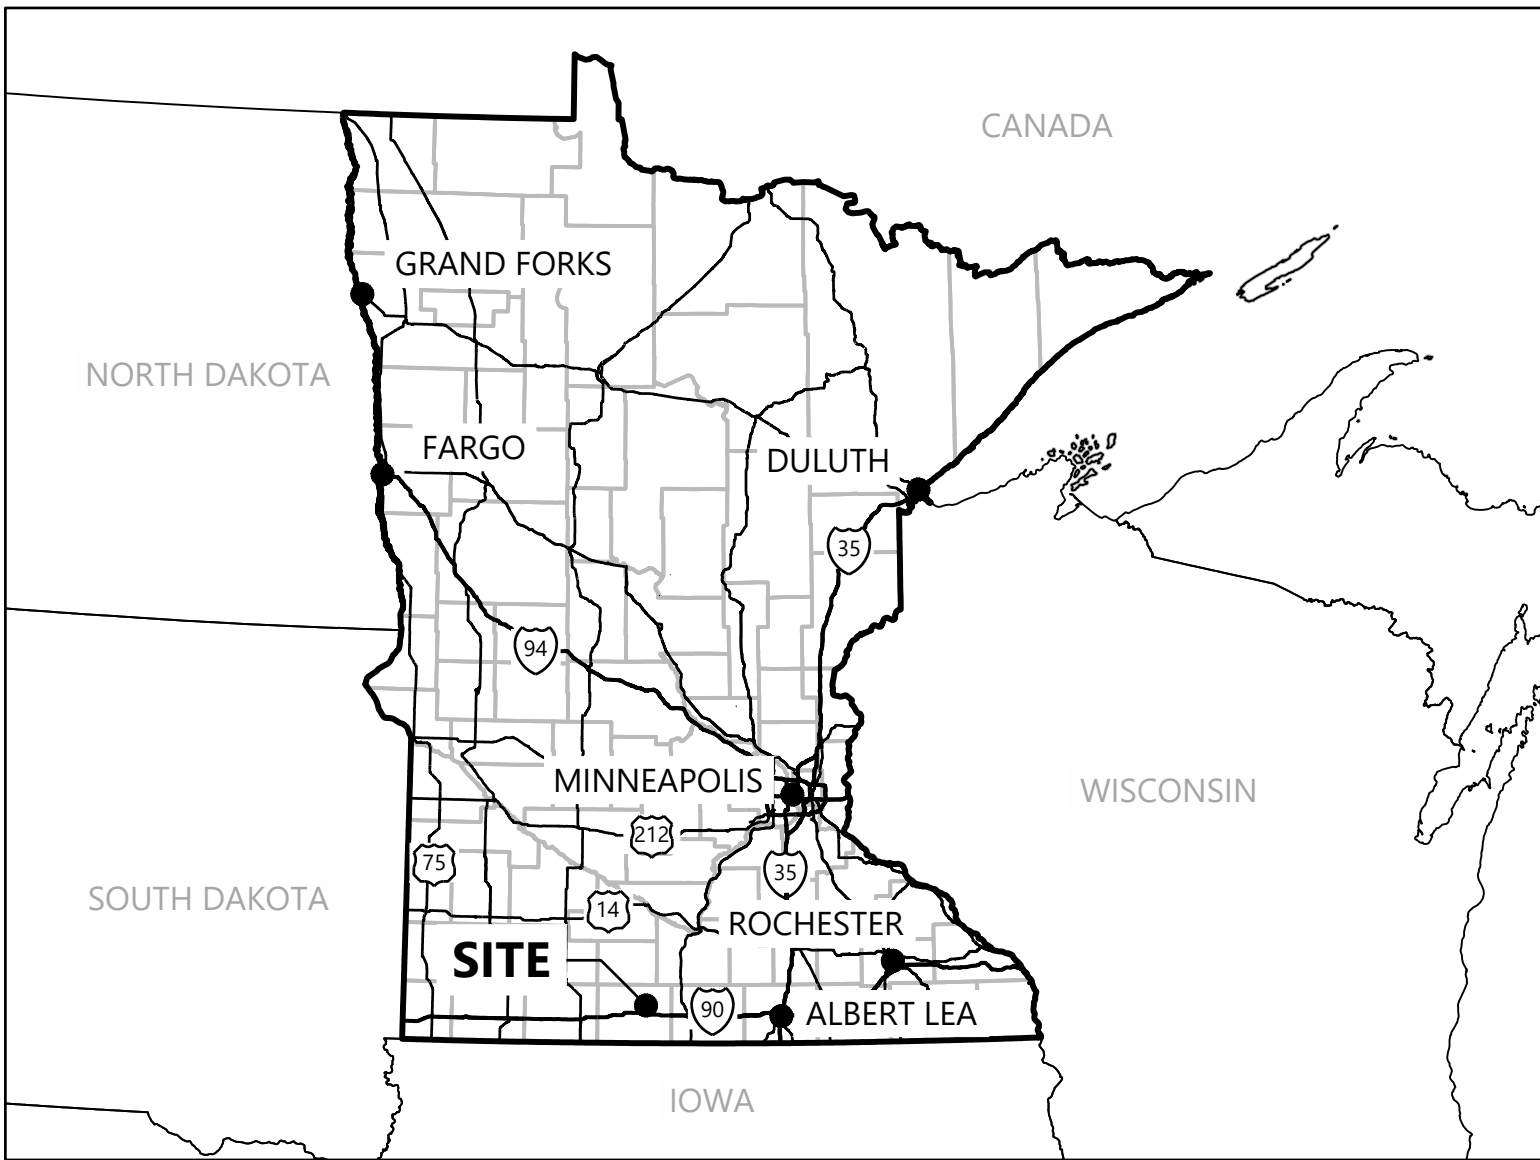 CANADA
GRAND FORKS
NORTH DAKOTA
FARGO
DULUTH
35
94
MINNEAPOLIS
WISCONSIN
212
75
35
SOUTH DAKOTA
14
ROCHESTER
SITE
90
ALBERT LEA
IOWA